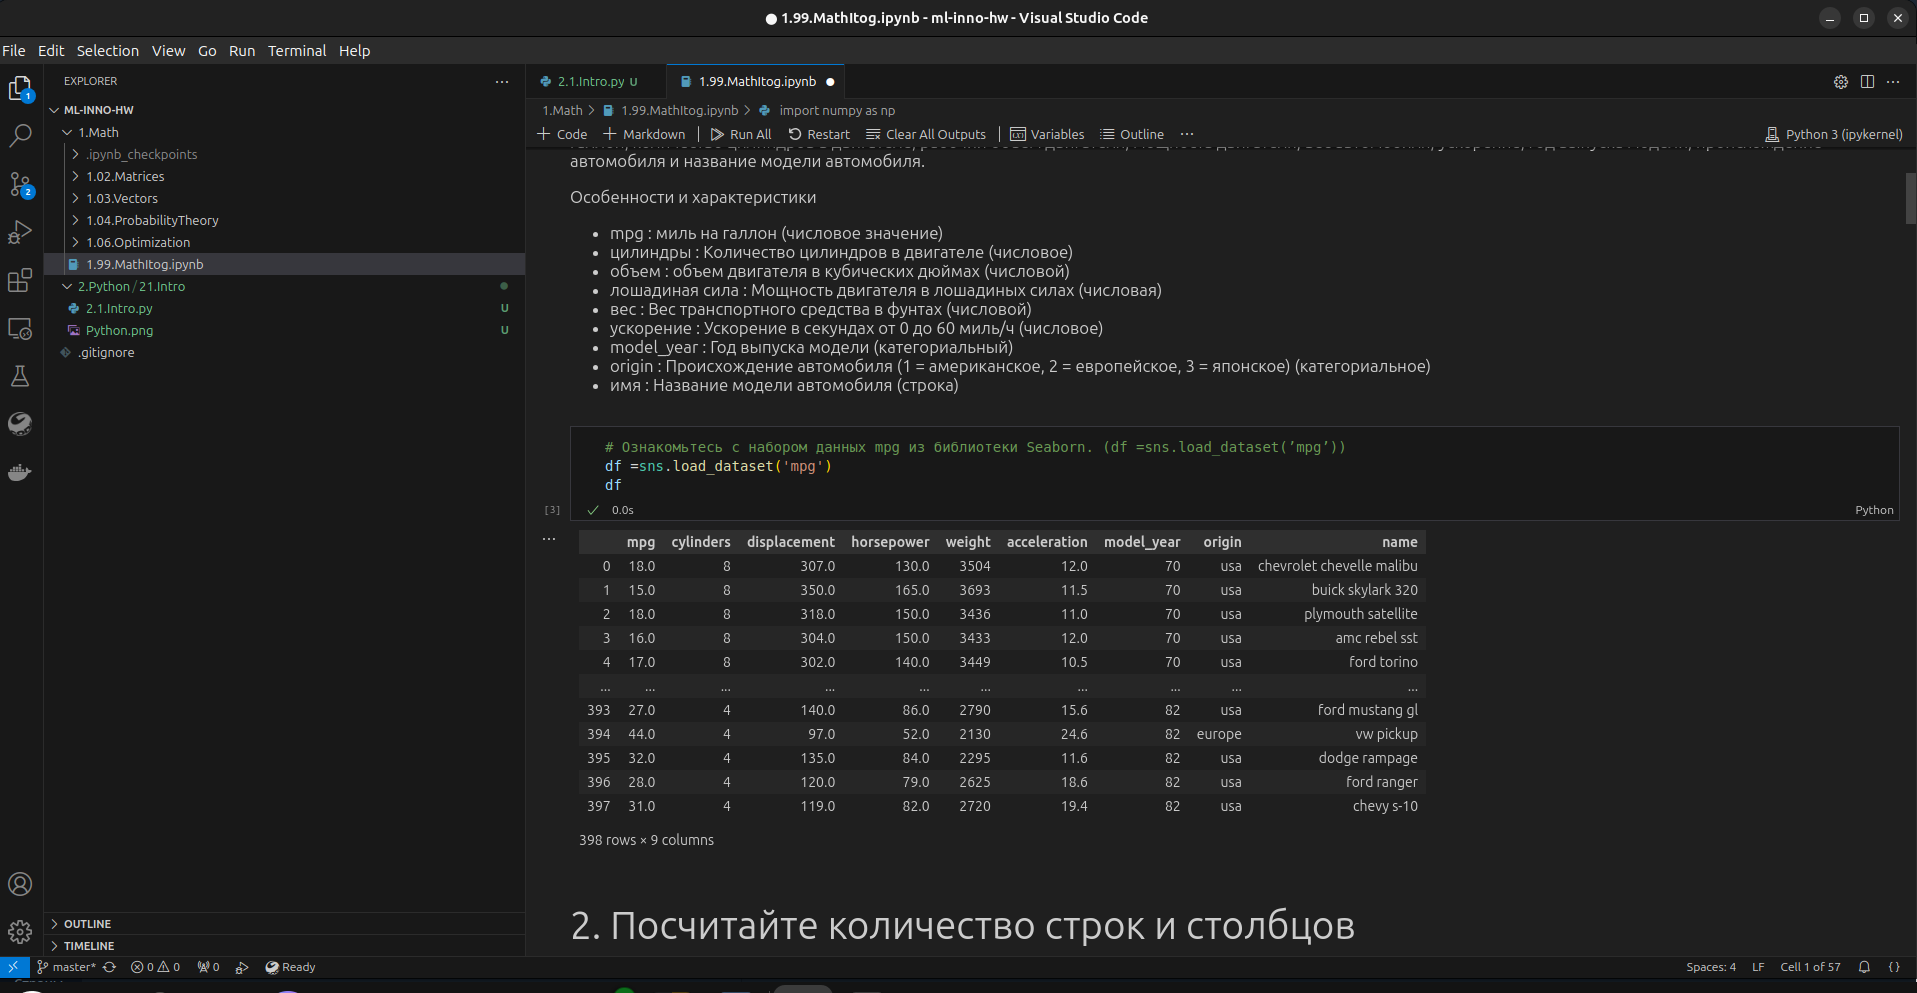 1.99.MathItog.ipynb - ml-inno-hw - Visual Studio Code
File Edit Selection View Go Run Terminal Help
EXPLORER
ML-INNO-HW
1.Math
.ipynb_checkpoints
1.02.Matrices
1.03.Vectors
1.04.ProbabilityTheory
1.06.Optimization
1.99.MathItog.ipynb
2.Python / 21.Intro
2.1.Intro.py U
Python.png U
.gitignore
OUTLINE
TIMELINE
1
2
2.1.Intro.py U 1.99.MathItog.ipynb
1.Math > 1.99.MathItog.ipynb > import numpy as np
+ Code + Markdown | Run All Restart Clear All Outputs | Variables Outline ... Python 3 (ipykernel)
автомобиля и название модели автомобиля.
Особенности и характеристики
• mpg : миль на галлон (числовое значение)
• цилиндры : Количество цилиндров в двигателе (числовое)
• объем : объем двигателя в кубических дюймах (числовой)
• лошадиная сила : Мощность двигателя в лошадиных силах (числовая)
• вес : Вес транспортного средства в фунтах (числовой)
• ускорение : Ускорение в секундах от 0 до 60 миль/ч (числовое)
• model_year : Год выпуска модели (категориальный)
• origin : Происхождение автомобиля (1 = американское, 2 = европейское, 3 = японское) (категориальное)
• имя : Название модели автомобиля (строка)
# Ознакомьтесь с набором данных mpg из библиотеки Seaborn. (df =sns.load_dataset(’mpg’))
df =sns.load_dataset('mpg')
df
[3] 0.0s Python
mpg cylinders displacement horsepower weight acceleration model_year origin name
0 18.0 8 307.0 130.0 3504 12.0 70 usa chevrolet chevelle malibu
1 15.0 8 350.0 165.0 3693 11.5 70 usa buick skylark 320
2 18.0 8 318.0 150.0 3436 11.0 70 usa plymouth satellite
3 16.0 8 304.0 150.0 3433 12.0 70 usa amc rebel sst
4 17.0 8 302.0 140.0 3449 10.5 70 usa ford torino
... ... ... ... ... ... ... ... ... ...
393 27.0 4 140.0 86.0 2790 15.6 82 usa ford mustang gl
394 44.0 4 97.0 52.0 2130 24.6 82 europe vw pickup
395 32.0 4 135.0 84.0 2295 11.6 82 usa dodge rampage
396 28.0 4 120.0 79.0 2625 18.6 82 usa ford ranger
397 31.0 4 119.0 82.0 2720 19.4 82 usa chevy s-10
398 rows × 9 columns
2. Посчитайте количество строк и столбцов
master* 0 0 0 Ready Spaces: 4 LF Cell 1 of 57 {}